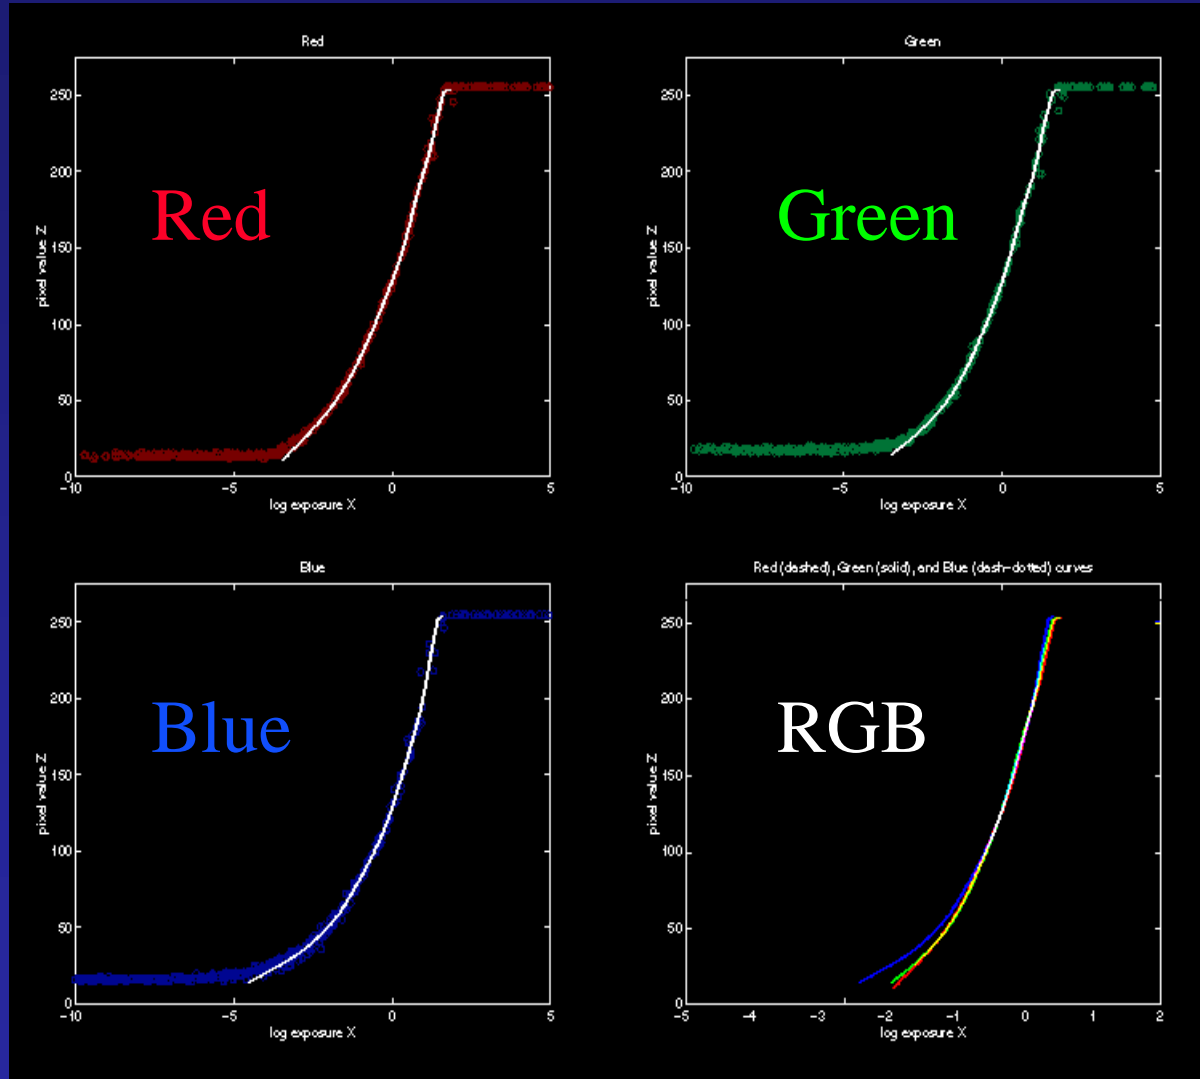 Red
250
200
150
100
50
0
Red
pixel value Z
-10
-5
0
5
log exposure X
Green
250
200
150
100
50
0
Green
pixel value Z
-10
-5
0
5
log exposure X
Blue
250
200
150
100
50
0
Blue
pixel value Z
-10
-5
0
5
log exposure X
Red (dashed), Green (solid), and Blue (dash-dotted) curves
250
200
150
100
50
0
RGB
pixel value Z
-5
-4
-3
-2
-1
0
1
2
log exposure X